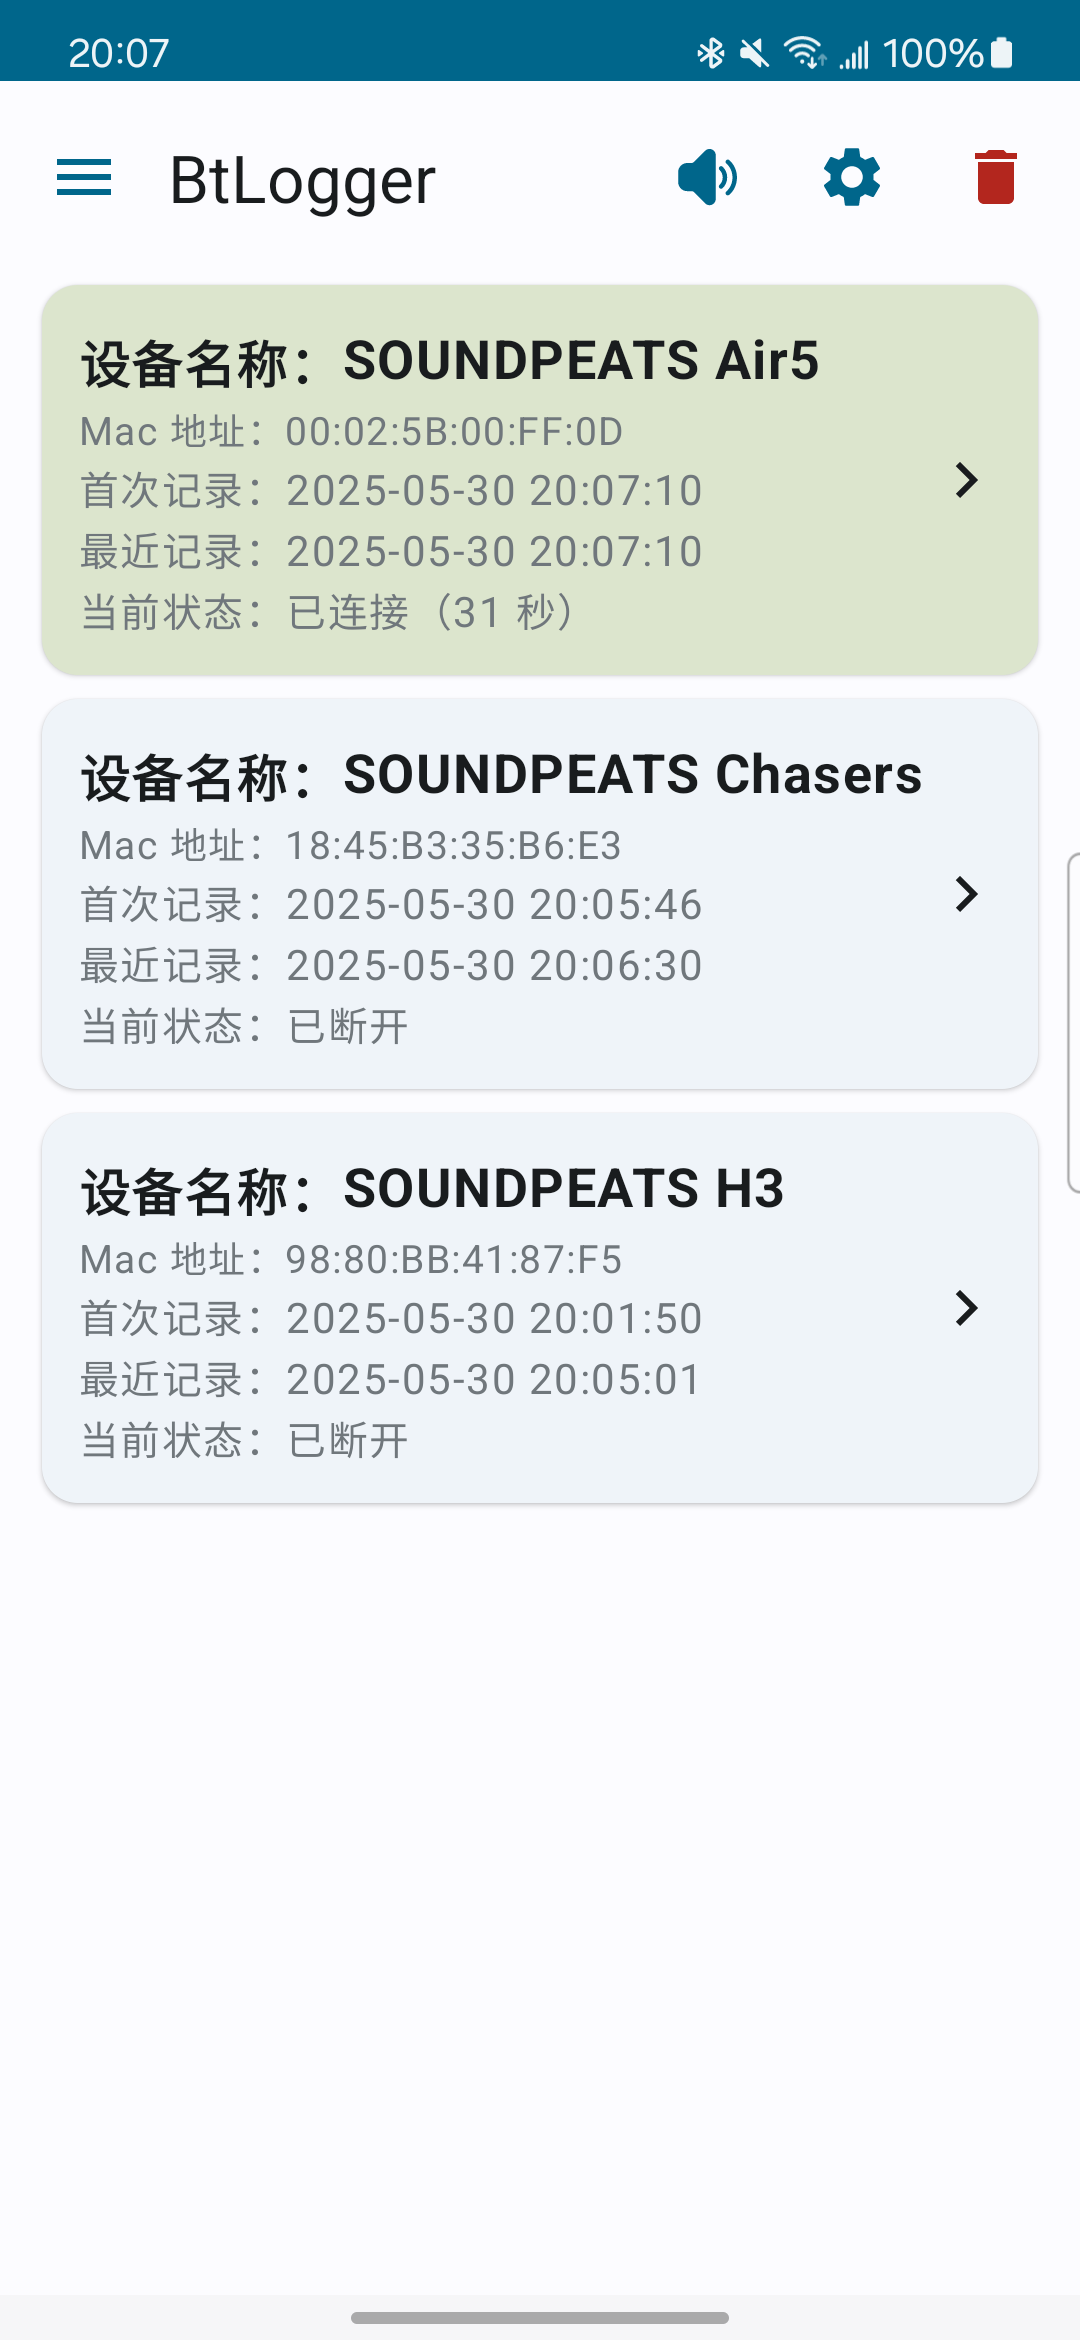 20:07 100%
BtLogger
设备名称：SOUNDPEATS Air5
Mac 地址：00:02:5B:00:FF:0D
首次记录：2025-05-30 20:07:10
最近记录：2025-05-30 20:07:10
当前状态：已连接（31 秒）
设备名称：SOUNDPEATS Chasers
Mac 地址：18:45:B3:35:B6:E3
首次记录：2025-05-30 20:05:46
最近记录：2025-05-30 20:06:30
当前状态：已断开
设备名称：SOUNDPEATS H3
Mac 地址：98:80:BB:41:87:F5
首次记录：2025-05-30 20:01:50
最近记录：2025-05-30 20:05:01
当前状态：已断开